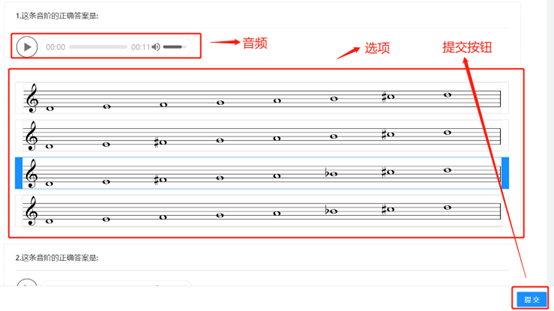 1.这条音阶的正确答案是:
00:00 00:11 音频
选项
提交按钮
2.这条音阶的正确答案是:
提 交